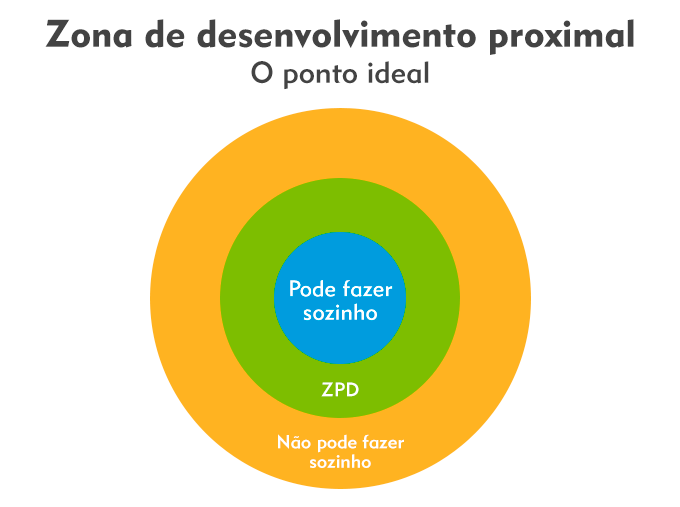 Zona de desenvolvimento proximal
O ponto ideal
Pode fazer
sozinho
ZPD
Não pode fazer
sozinho